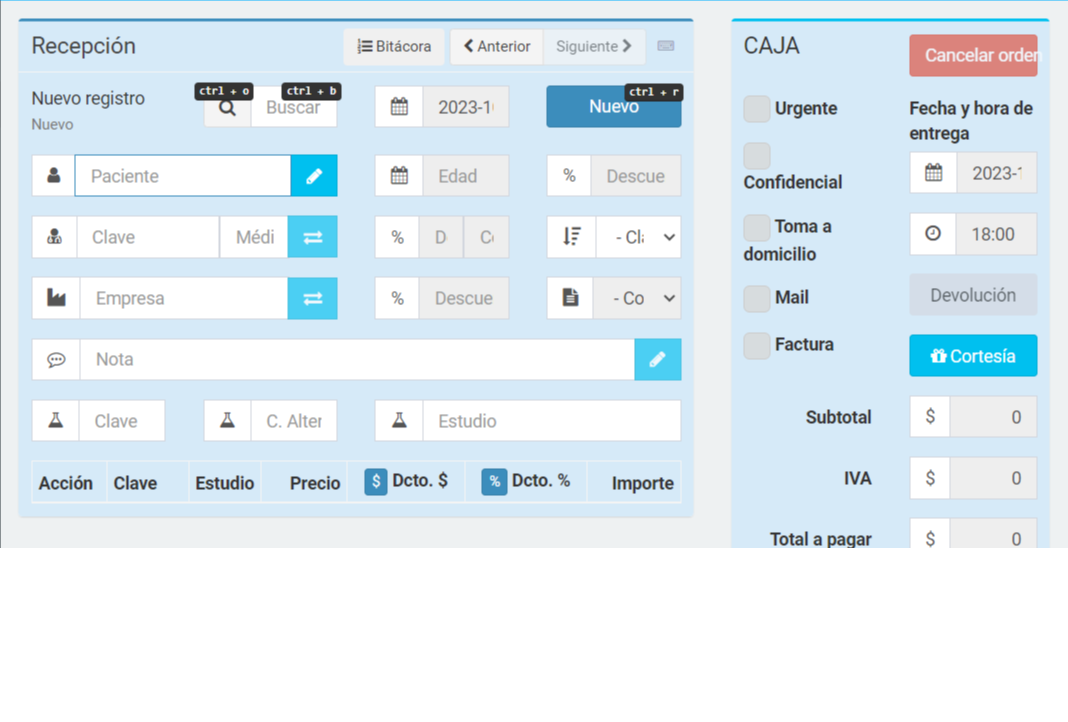 Recepción
Bitácora
Anterior
Siguiente
Nuevo registro
Nuevo
ctrl + o
ctrl + b
Buscar
2023-1
ctrl + r
Nuevo
Paciente
Edad
%
Descue
Clave
Médi
%
D
C
- Cl
Empresa
%
Descue
- Co
Nota
Clave
C. Alter
Estudio
Acción
Clave
Estudio
Precio
$ Dcto. $
% Dcto. %
Importe
CAJA
Cancelar orden
Urgente
Confidencial
Toma a
domicilio
Mail
Factura
Fecha y hora de
entrega
2023-
18:00
Devolución
Cortesía
Subtotal
$
0
IVA
$
0
Total a pagar
$
0